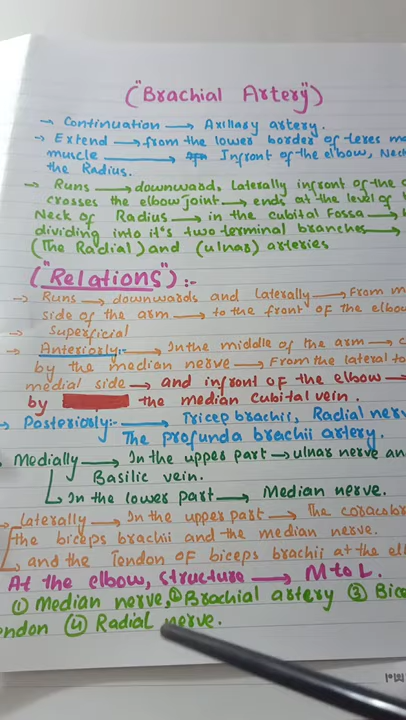 ("Brachial Artery")
→ Continuation → Axillary artery.
→ Extend → from the lower border of teres
muscle → Infront of the elbow,
the Radius.
→ Runs → downward, Laterally infront of the
crosses the elbow joint → ends at the level of
Neck of Radius → in the cubital Fossa →
dividing into it's two terminal branches →
(The Radial) and (ulnar) arteries
("Relations") :-
→ Runs → downwards and laterally → From
side of the arm → to the front of the elbow
→ Superficial
→ Anteriorly:- → In the middle of the arm →
by the median nerve → From the lateral to
medial side → and infront of the elbow →
by the median cubital vein.
→ Posteriorly:- → Tricep brachii, Radial
The profunda brachii artery.
Medially → In the upper part → ulnar nerve
Basilic vein.
↳ In the lower part → Median nerve.
→ Laterally → In the upper part → The
the biceps brachii and the median nerve.
and the Tendon of biceps brachii at the
At the elbow, structure → M to L.
① Median nerve, ② Brachial artery ③
④ Radial nerve.